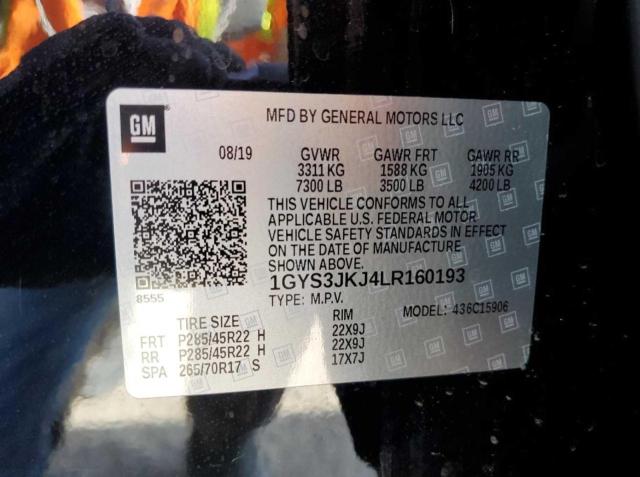 GM
MFD BY GENERAL MOTORS LLC
08/19 GVWR GAWR FRT GAWR RR
3311 KG 1588 KG 1905 KG
7300 LB 3500 LB 4200 LB
THIS VEHICLE CONFORMS TO ALL
APPLICABLE U.S. FEDERAL MOTOR
VEHICLE SAFETY STANDARDS IN EFFECT
ON THE DATE OF MANUFACTURE
SHOWN ABOVE.
8555 1GYS3JKJ4LR160193
TYPE: M.P.V. MODEL: 436C15906
TIRE SIZE RIM
FRT P285/45R22 H 22X9J
RR P285/45R22 H 22X9J
SPA 265/70R17 S 17X7J